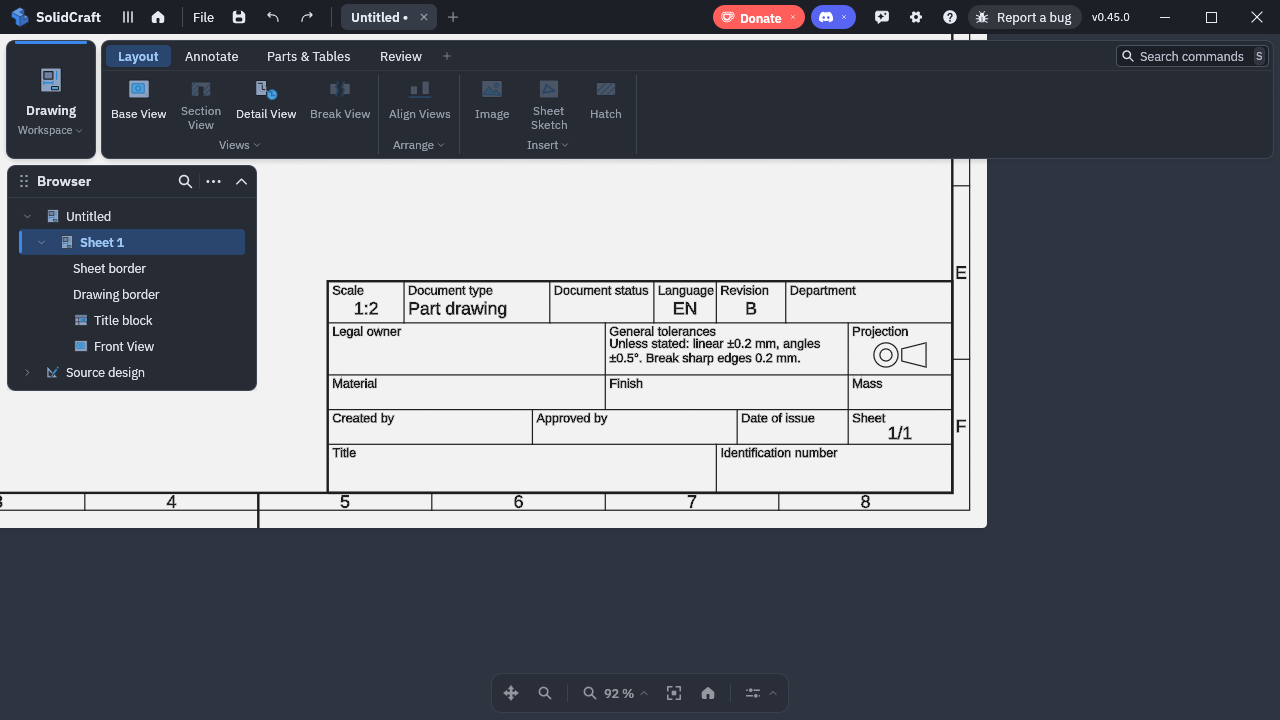 SolidCraft
File
Untitled •
Donate
Report a bug
v0.45.0
Drawing
Workspace
Layout
Annotate
Parts & Tables
Review
Search commands
S
Base View
Section View
Detail View
Break View
Align Views
Image
Sheet Sketch
Hatch
Views
Arrange
Insert
Browser
Untitled
Sheet 1
Sheet border
Drawing border
Title block
Front View
Source design
Scale
1:2
Document type
Part drawing
Document status
Language
EN
Revision
B
Department
Legal owner
General tolerances
Unless stated: linear ±0.2 mm, angles
±0.5°. Break sharp edges 0.2 mm.
Projection
Material
Finish
Mass
Created by
Approved by
Date of issue
Sheet
1/1
Title
Identification number
E
F
4
5
6
7
8
92 %